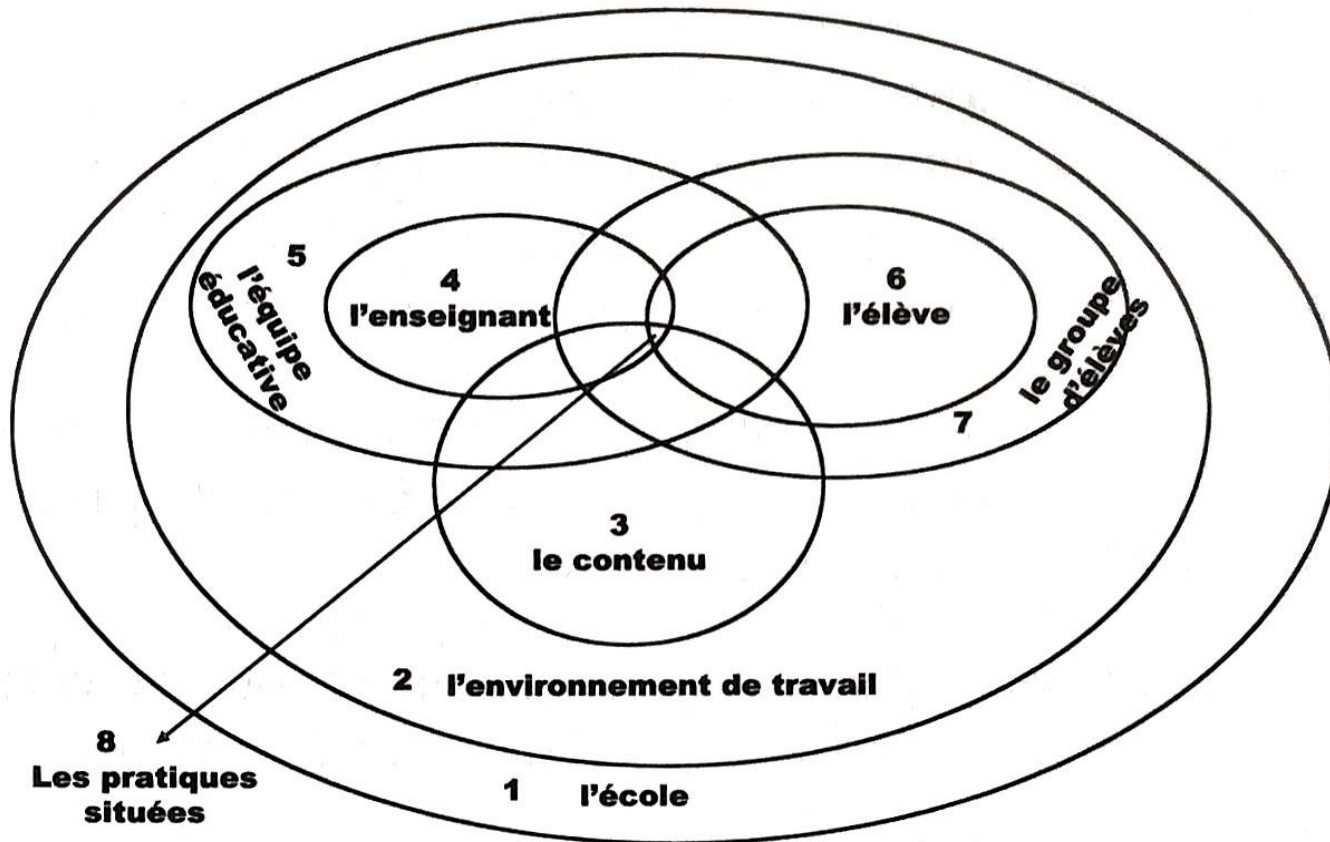 5
l'équipe
éducative
4
l'enseignant
6
l'élève
le groupe
d'élèves
7
3
le contenu
2 l'environnement de travail
8
Les pratiques
situées
1 l'école